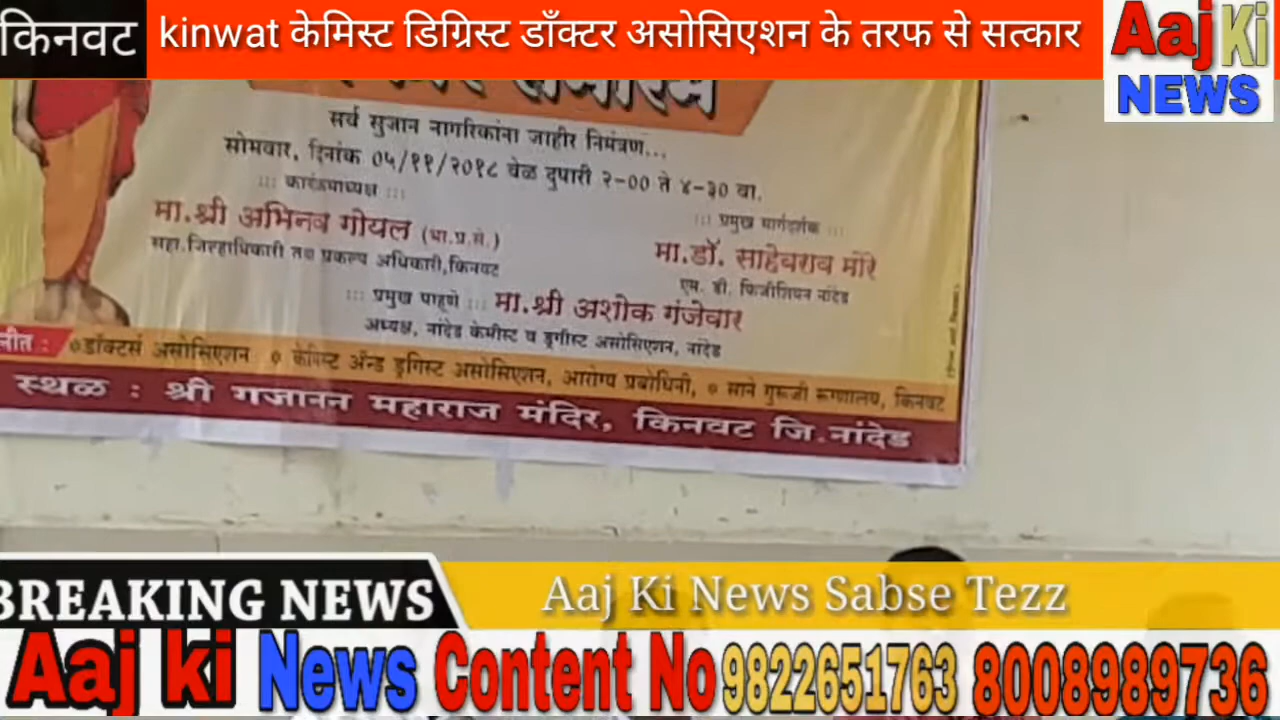 किनवट
kinwat केमिस्ट डिग्रिस्ट डाँक्टर असोसिएशन के तरफ से सत्कार
Aaj Ki
NEWS
सर्व सुजान नागरिकांना जाहीर निमंत्रण...
सोमवार, दिनांक ०५/११/२०१८ वेळ दुपारी २-०० ते ४-३० वा.
::: कार्याध्यक्ष :::
मा.श्री अभिनव गोयल (भा.प्र.से.)
सहा.जिल्हाधिकारी तथा प्रकल्प अधिकारी,किनवट
::: प्रमुख मार्गदर्शक :::
मा.डॉ. साहेबराव मोरे
एम. डी. फिजीशियन नांदेड
::: प्रमुख पाहूणे ::: मा.श्री अशोक गंजेवार
अध्यक्ष, नांदेड केमीस्ट व ड्रगीस्ट असोसिएशन, नांदेड
डॉक्टर्स असोसिएशन केमिस्ट ॲन्ड ड्रगिस्ट असोसिएशन, आरोग्य प्रबोधिनी, साने गुरूजी रूग्णालय, किनवट
स्थळ : श्री गजानन महाराज मंदिर, किनवट जि.नांदेड
BREAKING NEWS
Aaj Ki News Sabse Tezz
Aaj ki News Content No 9822651763 8008989736